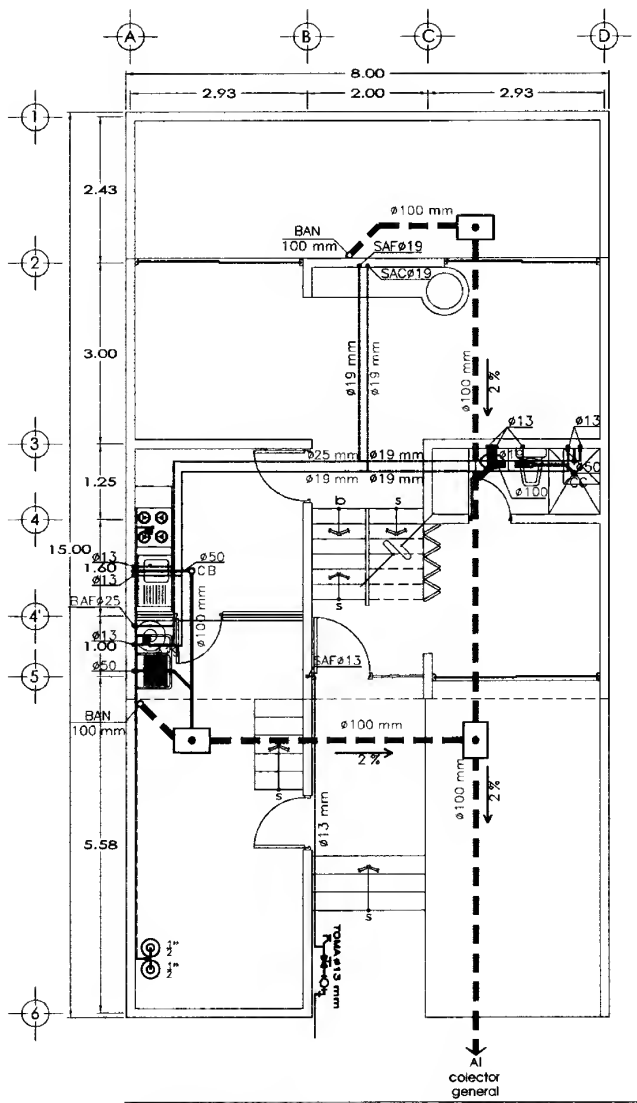 A B C D
8.00
2.93 2.00 2.93
1
2.43
Ø100 mm
BAN
100 mm
SAFØ19
2
SACØ19
3.00
Ø19 mm
Ø19 mm
Ø100 mm
2 %
3
Ø13
Ø13
Ø25 mm Ø19 mm
Ø19
Ø19 mm Ø19 mm
Ø50
CC
1.25
Ø100
b s
4
15.00
Ø13
1.60
Ø13
Ø50
CB
s
RAFØ25
Ø100 mm
4'
Ø13
1.00
Ø50
SAFØ13
5
BAN
100 mm
Ø100 mm
2 %
s
Ø100 mm
2 %
Ø13 mm
5.58
s
TOMA Ø13 mm
6
Al
colector
general